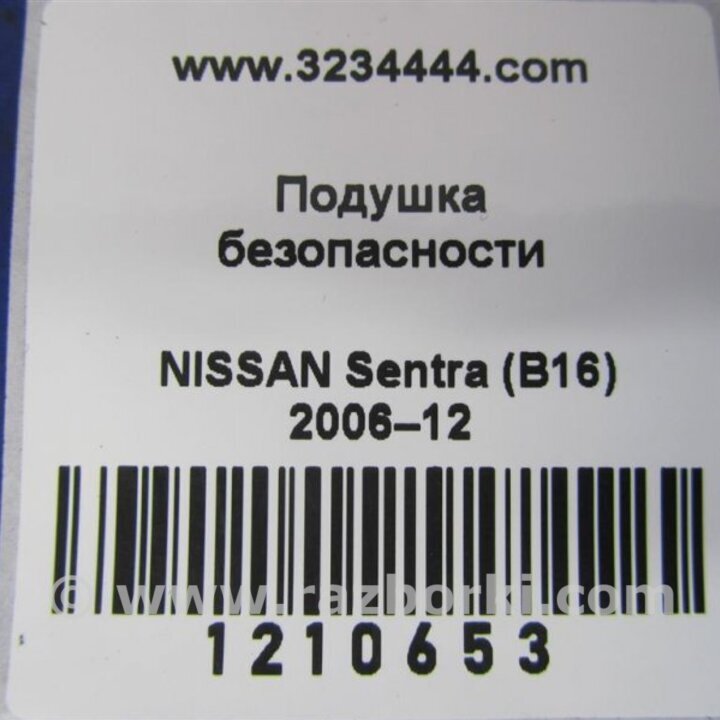 www.3234444.com
Подушка
безопасности
NISSAN Sentra (B16)
2006–12
© www.razborki.com
1210653